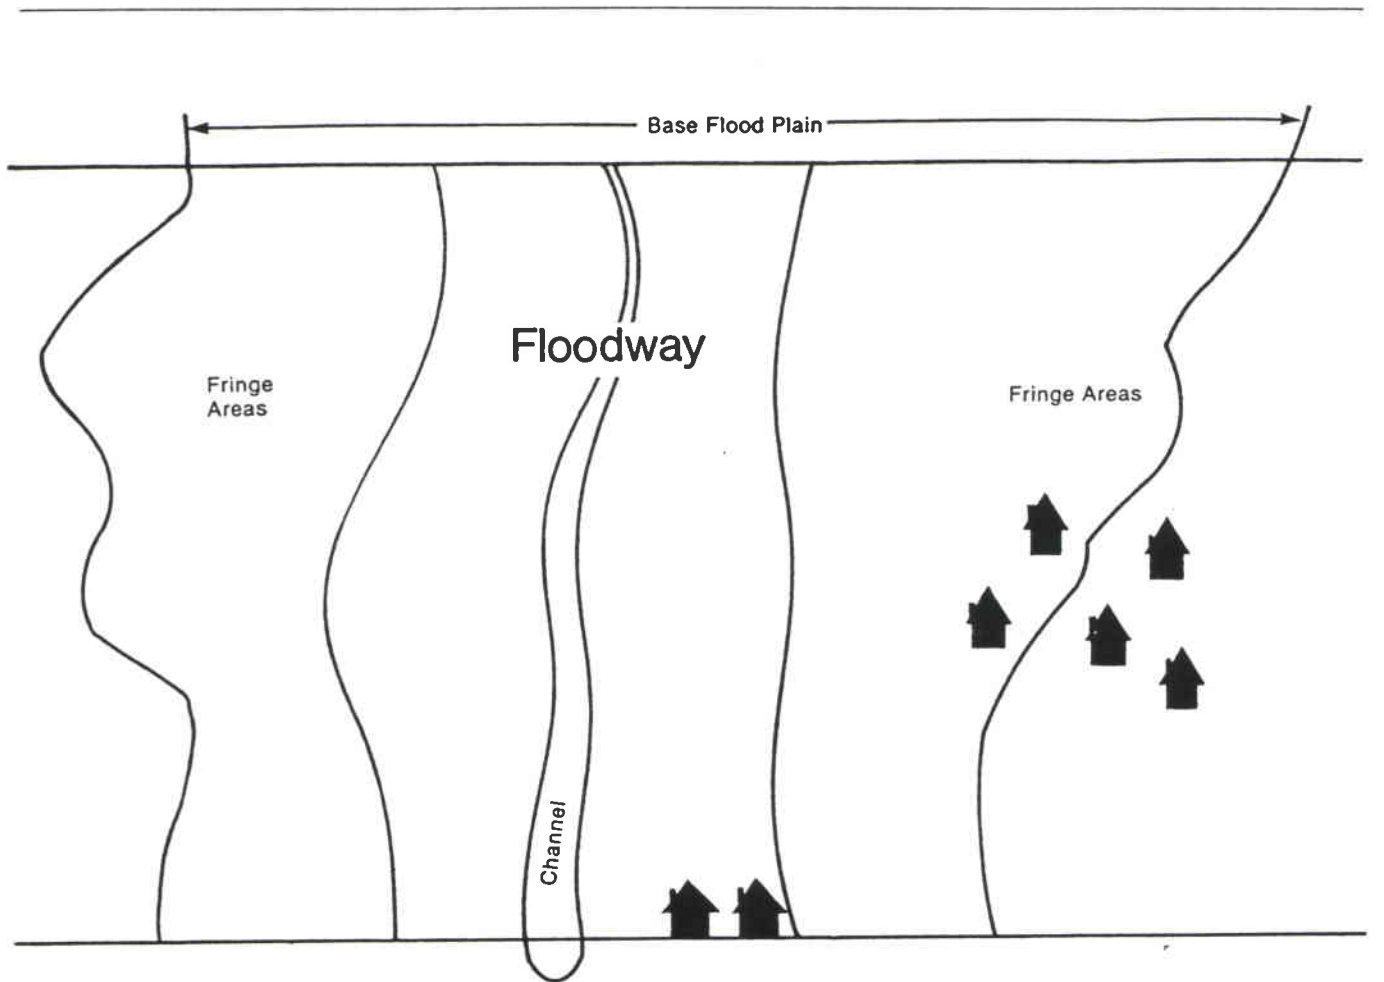 Base Flood Plain
Floodway
Fringe
Areas
Fringe Areas
Channel